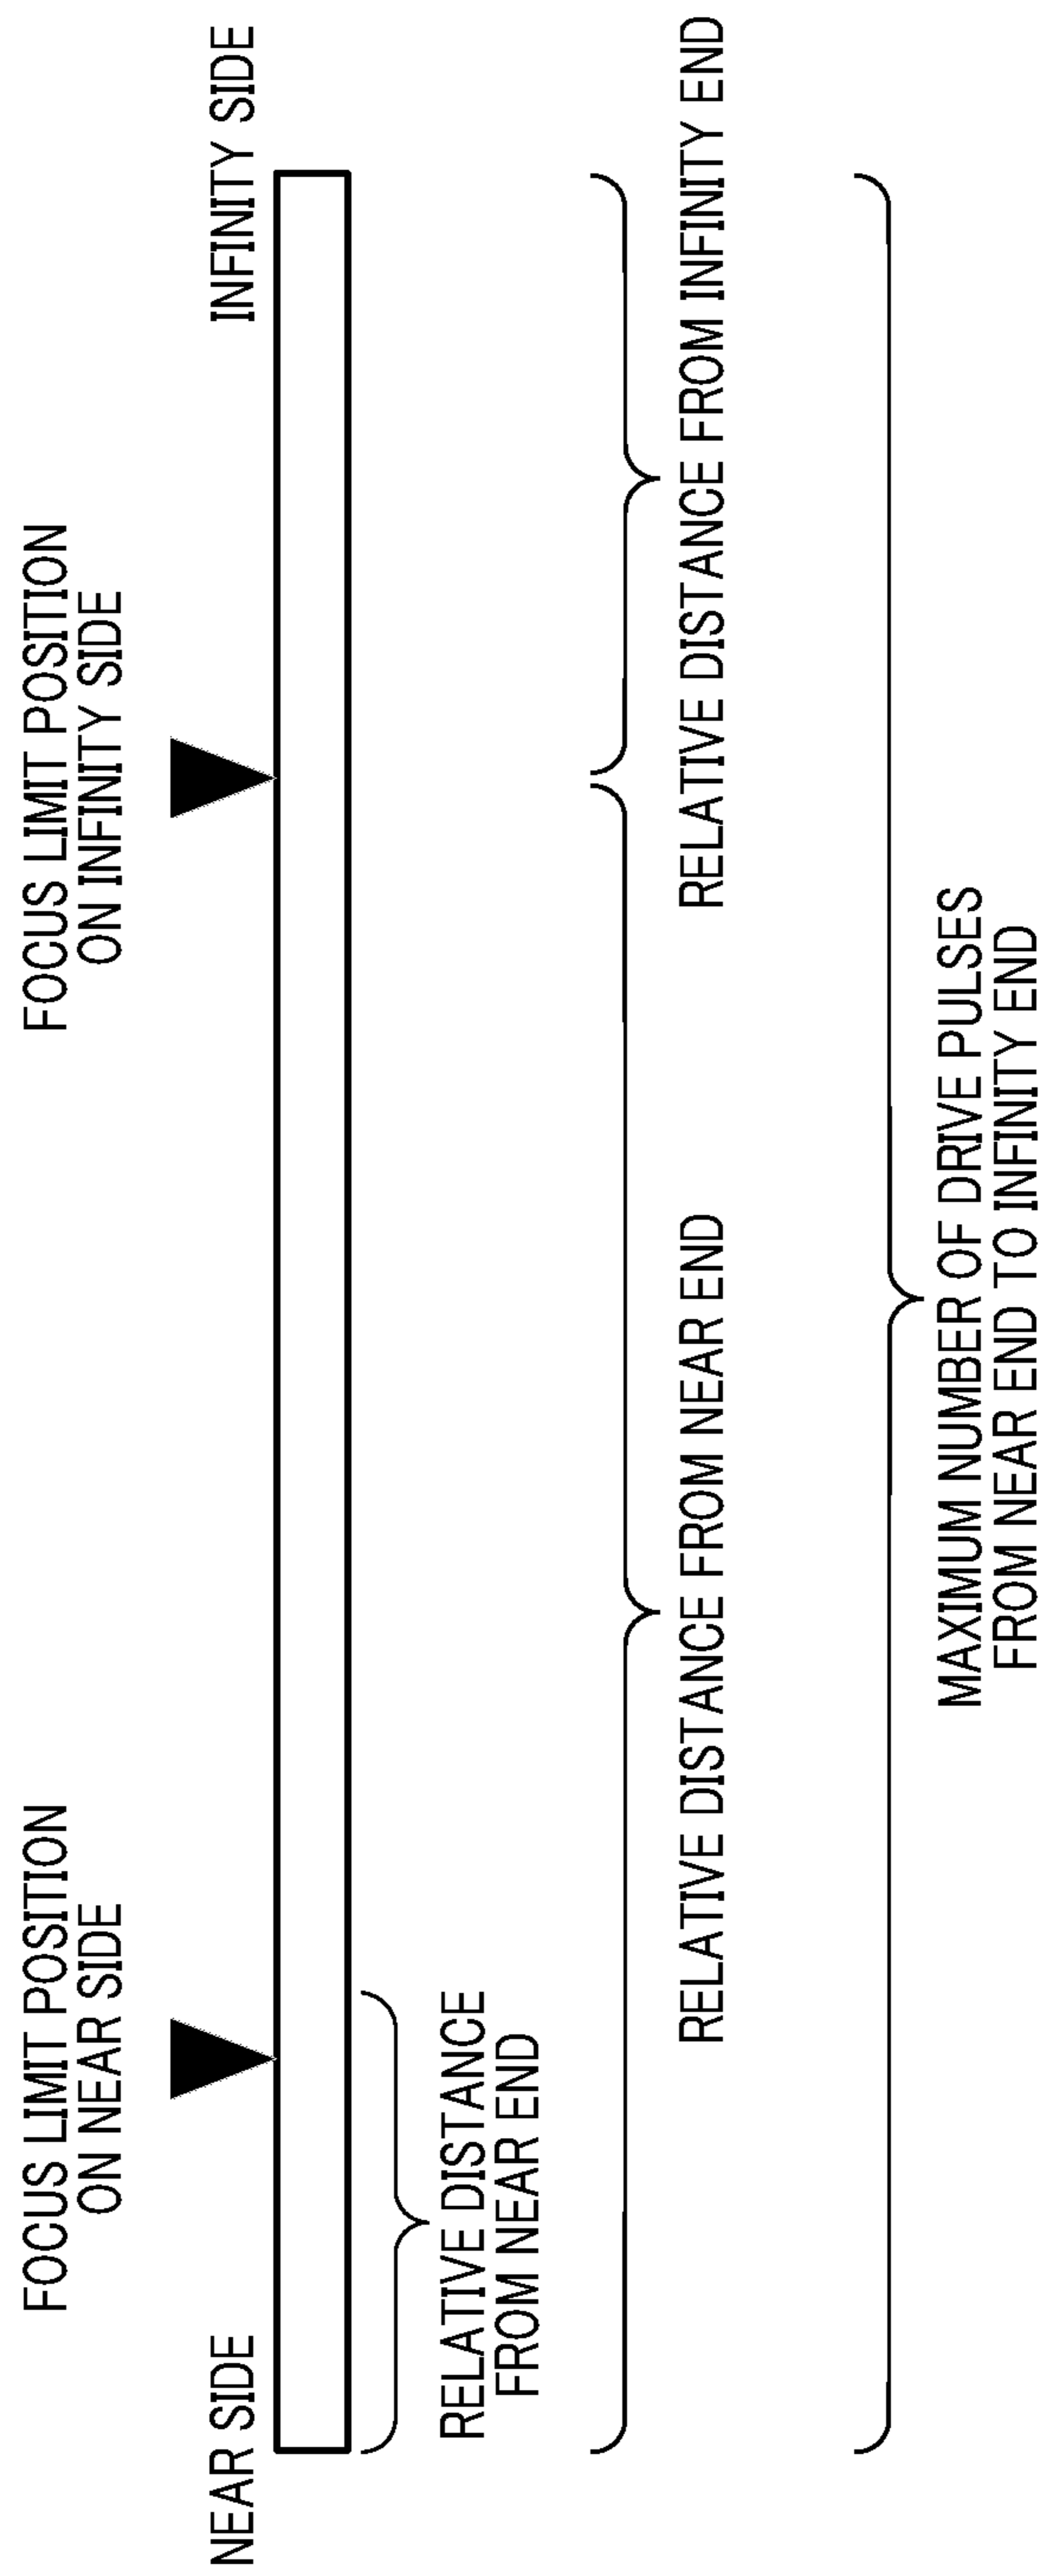 FOCUS LIMIT POSITION
ON NEAR SIDE
FOCUS LIMIT POSITION
ON INFINITY SIDE
NEAR SIDE
INFINITY SIDE
RELATIVE DISTANCE
FROM NEAR END
RELATIVE DISTANCE FROM NEAR END
RELATIVE DISTANCE FROM INFINITY END
MAXIMUM NUMBER OF DRIVE PULSES
FROM NEAR END TO INFINITY END